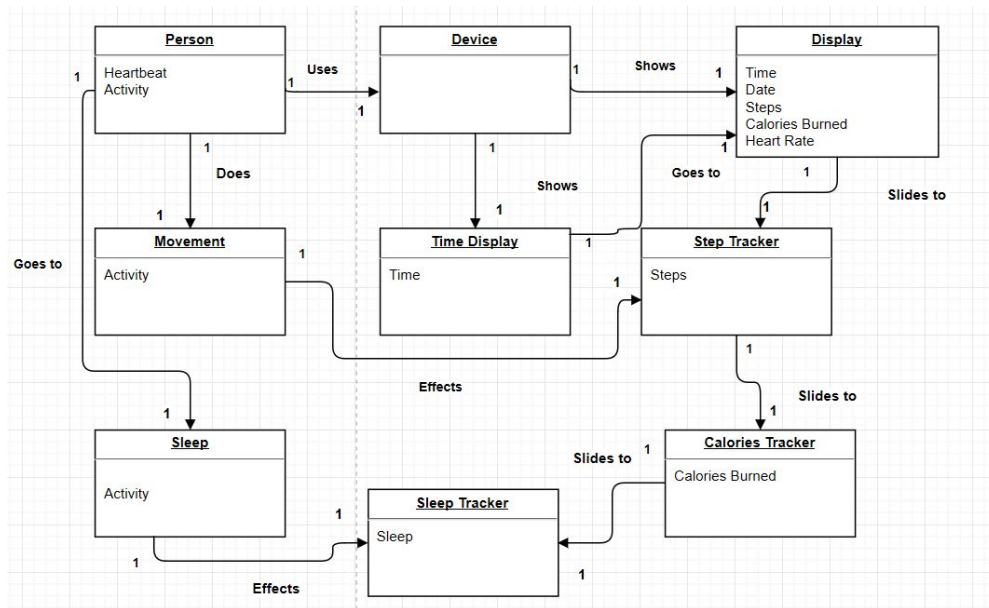 Person
Heartbeat
Activity
Device
Display
Time
Date
Steps
Calories Burned
Heart Rate
1
Uses
1
1
1
Shows
1
1
Does
1
1
Shows
1
1
Goes to
1
1
Slides to
1
Movement
Activity
Time Display
Time
Step Tracker
Steps
Goes to
1
1
Effects
1
Slides to
1
1
Sleep
Activity
Calories Tracker
Calories Burned
Slides to
1
Sleep Tracker
Sleep
1
1
Effects
1